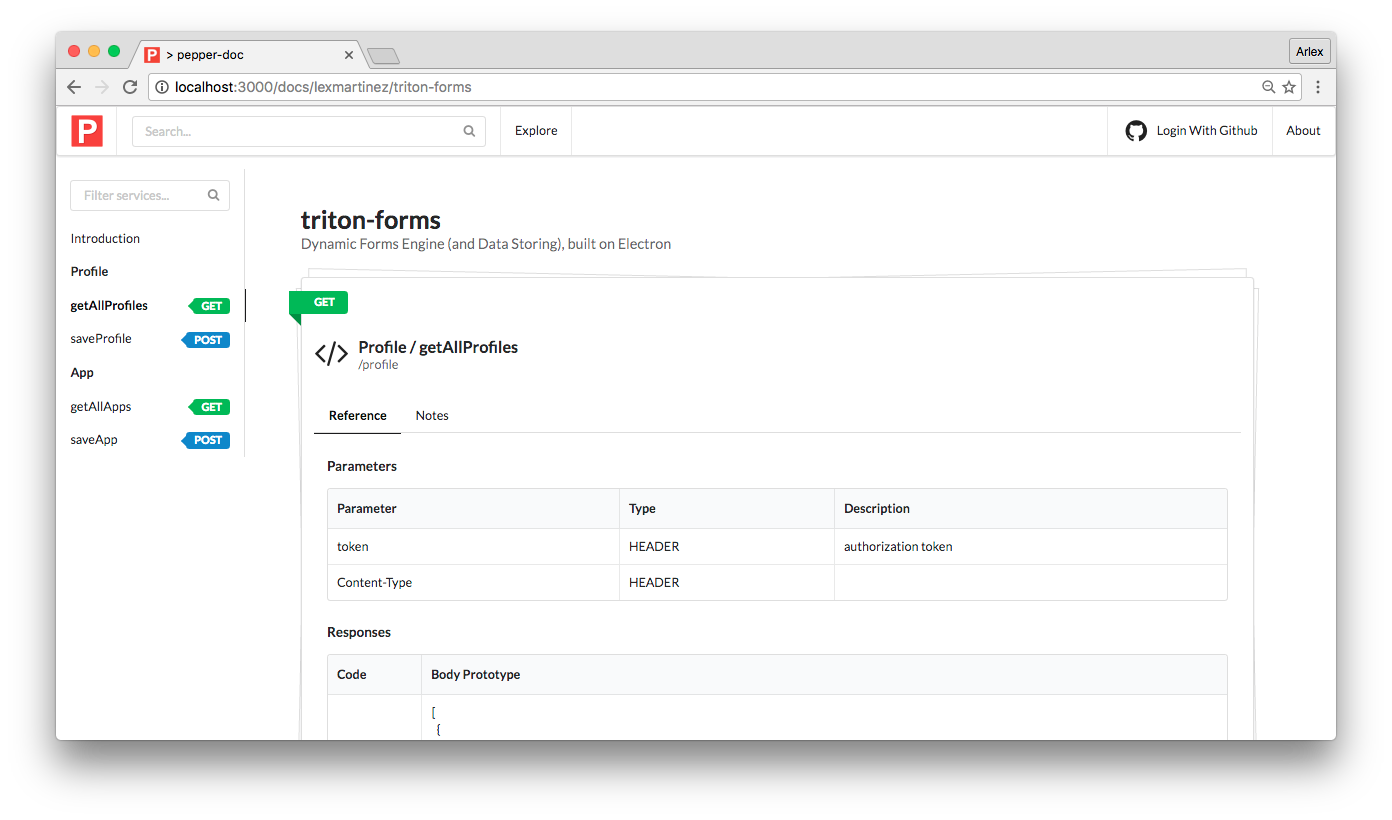 P > pepper-doc
Arlex
localhost:3000/docs/lexmartinez/triton-forms
P Search... Explore Login With Github About
Filter services...
Introduction
Profile
getAllProfiles GET
saveProfile POST
App
getAllApps GET
saveApp POST
triton-forms
Dynamic Forms Engine (and Data Storing), built on Electron
GET
</> Profile / getAllProfiles
/profile
Reference Notes
Parameters
Parameter Type Description
token HEADER authorization token
Content-Type HEADER
Responses
Code Body Prototype
[
{